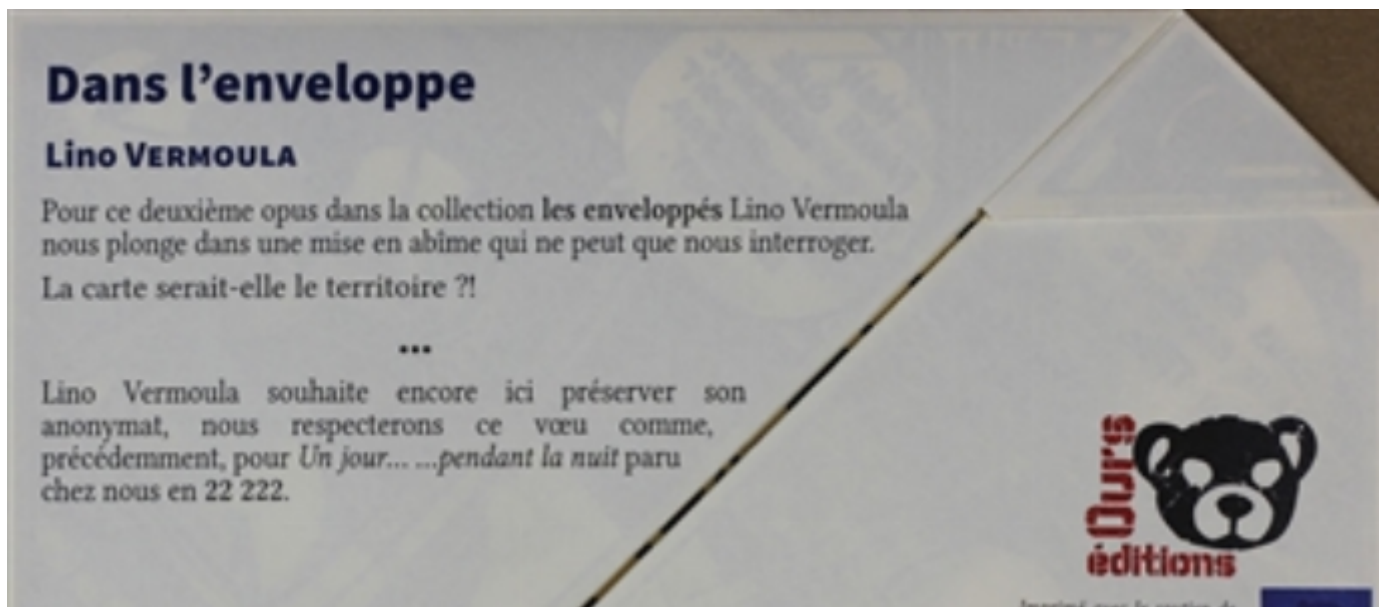 Dans l’enveloppe
Lino VERMOULA
Pour ce deuxième opus dans la collection les enveloppés Lino Vermoula
nous plonge dans une mise en abîme qui ne peut que nous interroger.
La carte serait-elle le territoire ?!
...
Lino Vermoula souhaite encore ici préserver son
anonymat, nous respecterons ce vœu comme,
précédemment, pour Un jour... ...pendant la nuit paru
chez nous en 22 222.
Ours
éditions